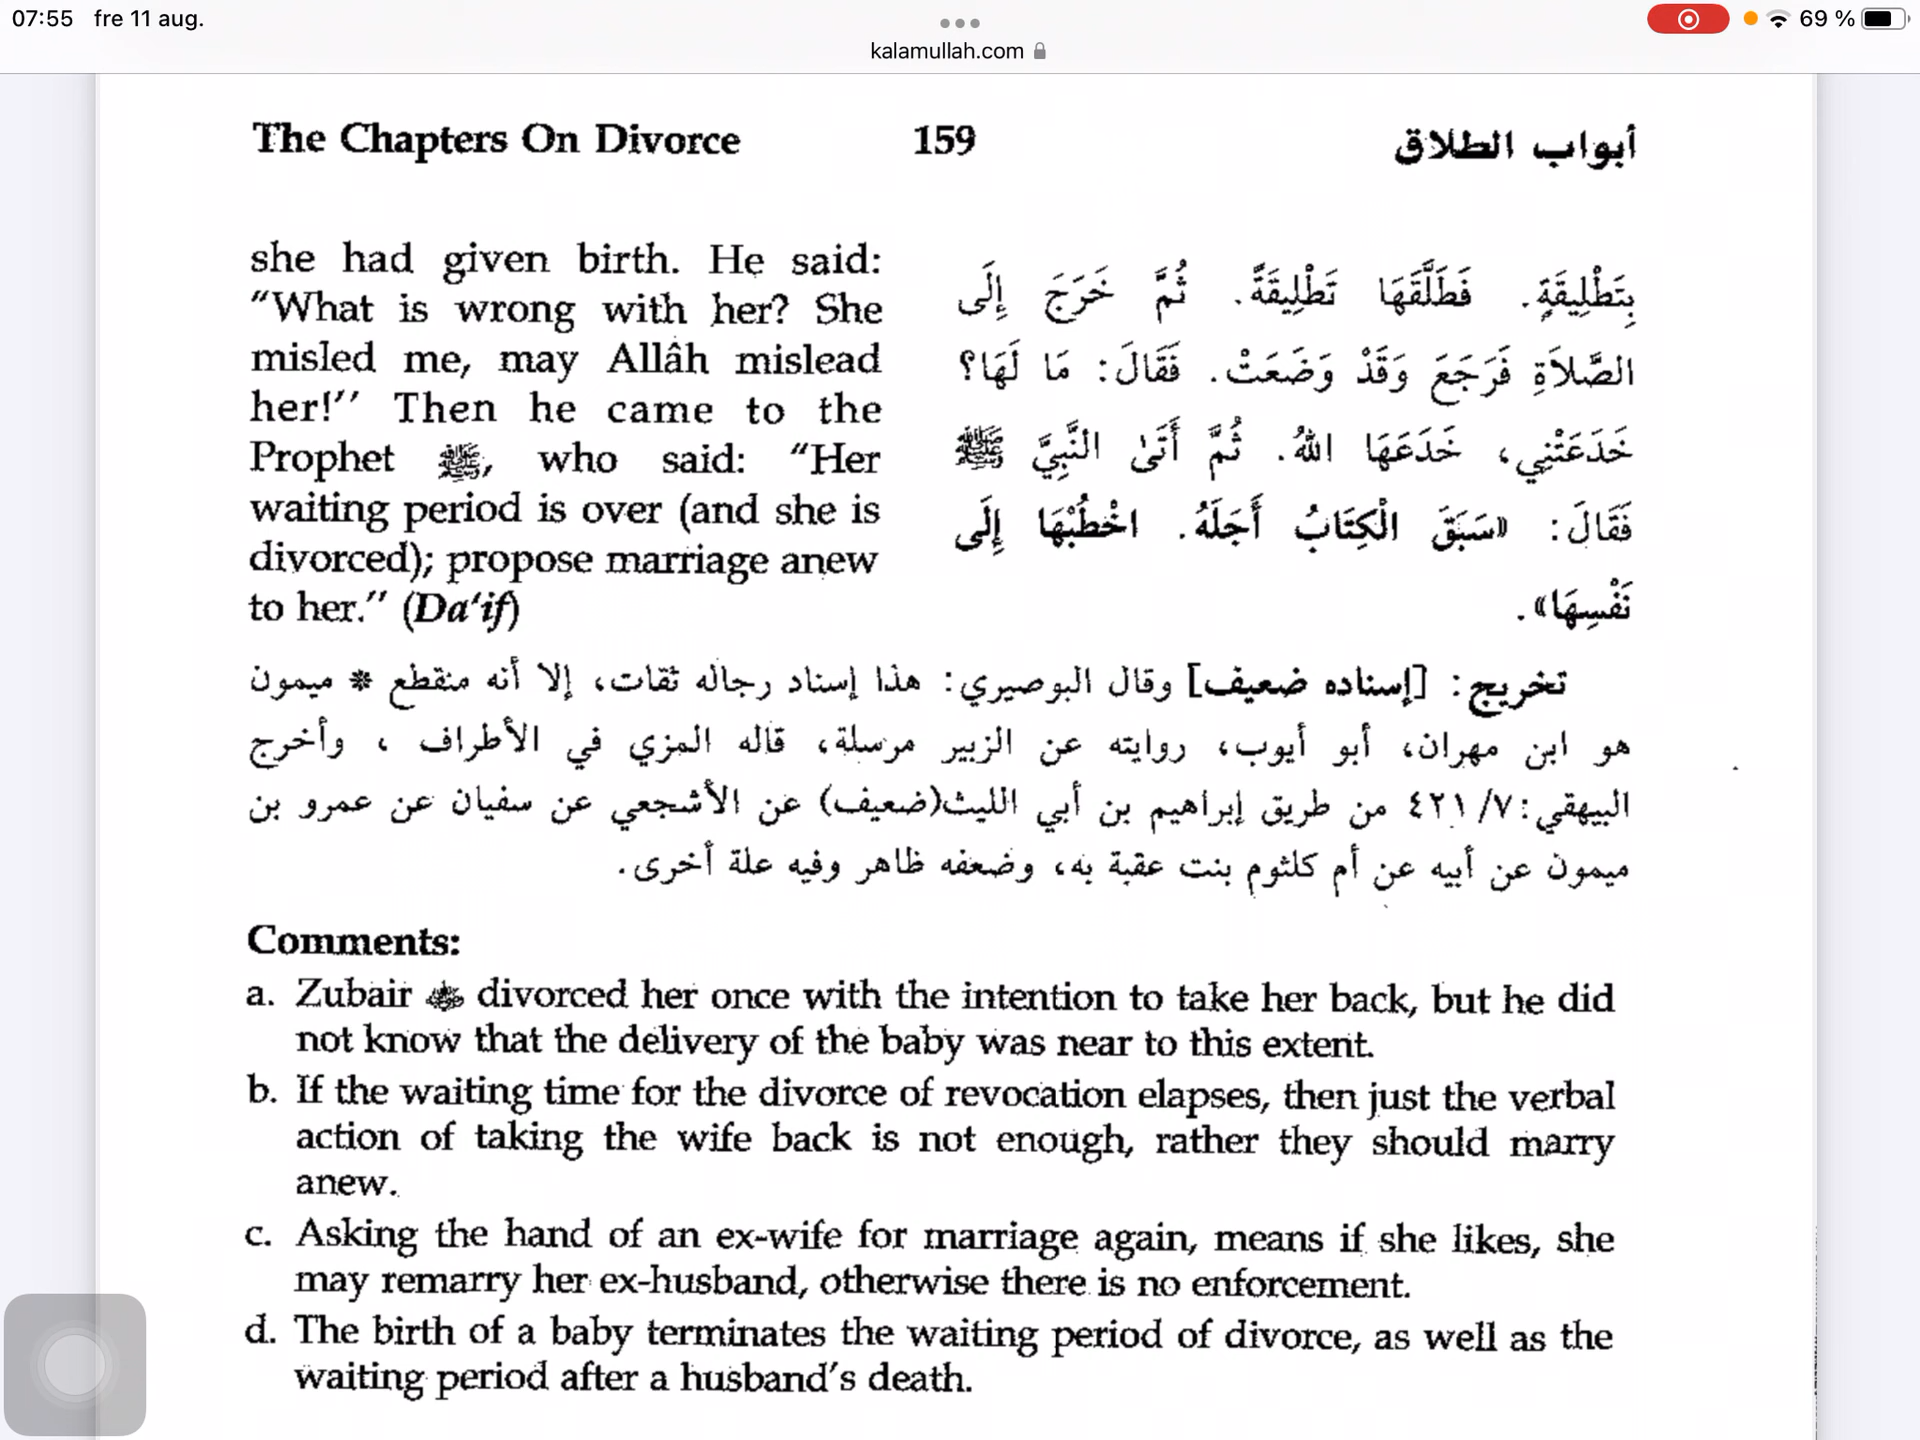 07:55 fre 11 aug.
69 %
kalamullah.com
The Chapters On Divorce 159 أبواب الطلاق
she had given birth. He said:
“What is wrong with her? She
misled me, may Allâh mislead
her!’’ Then he came to the
Prophet ﷺ, who said: “Her
waiting period is over (and she is
divorced); propose marriage anew
to her.” (Da‘if)
بِتَطْلِيقَةٍ. فَطَلَّقَهَا تَطْلِيقَةً. ثُمَّ خَرَجَ إِلَى
الصَّلاَةِ فَرَجَعَ وَقَدْ وَضَعَتْ. فَقَالَ: مَا لَهَا؟
خَدَعَتْنِي، خَدَعَهَا اللهُ. ثُمَّ أَتَىٰ النَّبِيَّ ﷺ
فَقَالَ: «سَبَقَ الْكِتَابُ أَجَلَهُ. اخْطُبْهَا إِلَى
نَفْسِهَا».
تخريج: [إسناده ضعيف] وقال البوصيري: هذا إسناد رجاله ثقات، إلا أنه منقطع * ميمون
هو ابن مهران، أبو أيوب، روايته عن الزبير مرسلة، قاله المزي في الأطراف ، وأخرج
البيهقي: ٧/ ٤٢١ من طريق إبراهيم بن أبي الليث(ضعيف) عن الأشجعي عن سفيان عن عمرو بن
ميمون عن أبيه عن أم كلثوم بنت عقبة به، وضعفه ظاهر وفيه علة أخرى.
Comments:
a. Zubair ؓ divorced her once with the intention to take her back, but he did
not know that the delivery of the baby was near to this extent.
b. If the waiting time for the divorce of revocation elapses, then just the verbal
action of taking the wife back is not enough, rather they should marry
anew.
c. Asking the hand of an ex-wife for marriage again, means if she likes, she
may remarry her ex-husband, otherwise there is no enforcement.
d. The birth of a baby terminates the waiting period of divorce, as well as the
waiting period after a husband’s death.